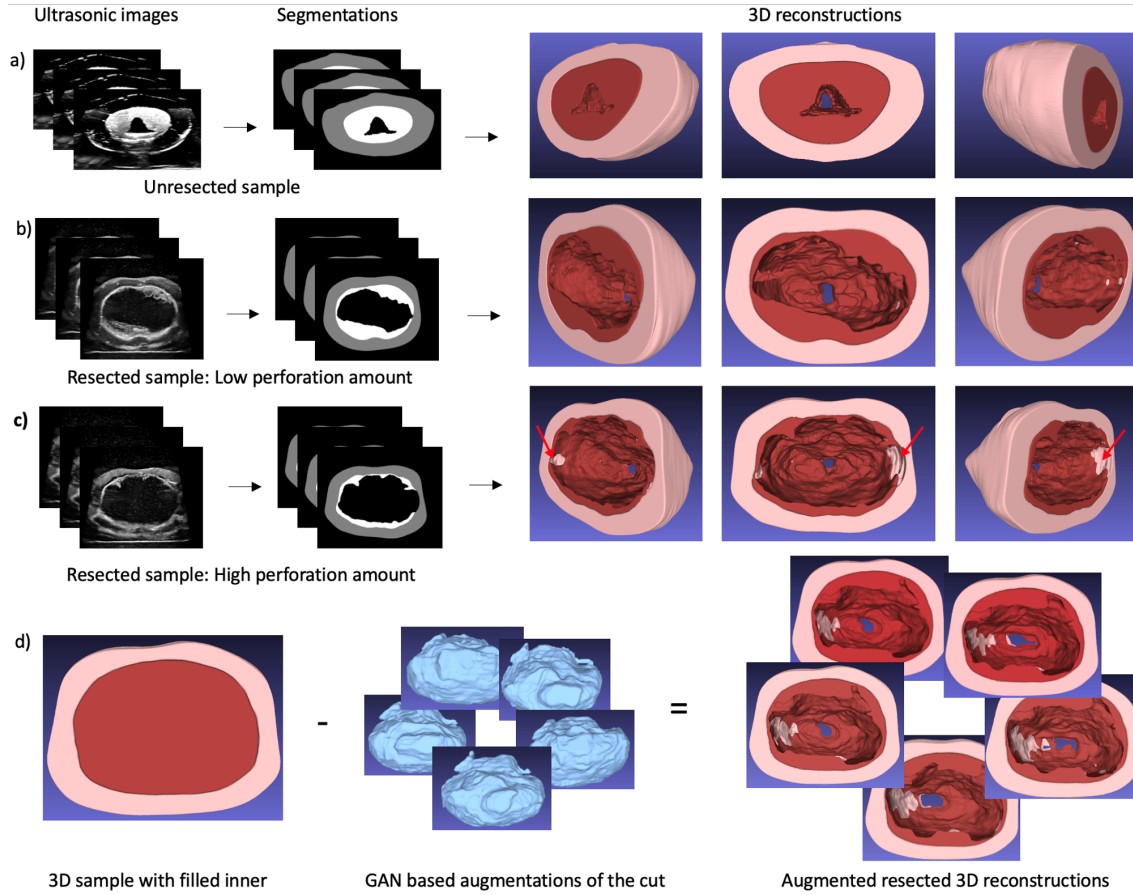 Ultrasonic images
Segmentations
3D reconstructions
a)
Unresected sample
b)
Resected sample: Low perforation amount
c)
Resected sample: High perforation amount
d)
-
=
3D sample with filled inner
GAN based augmentations of the cut
Augmented resected 3D reconstructions